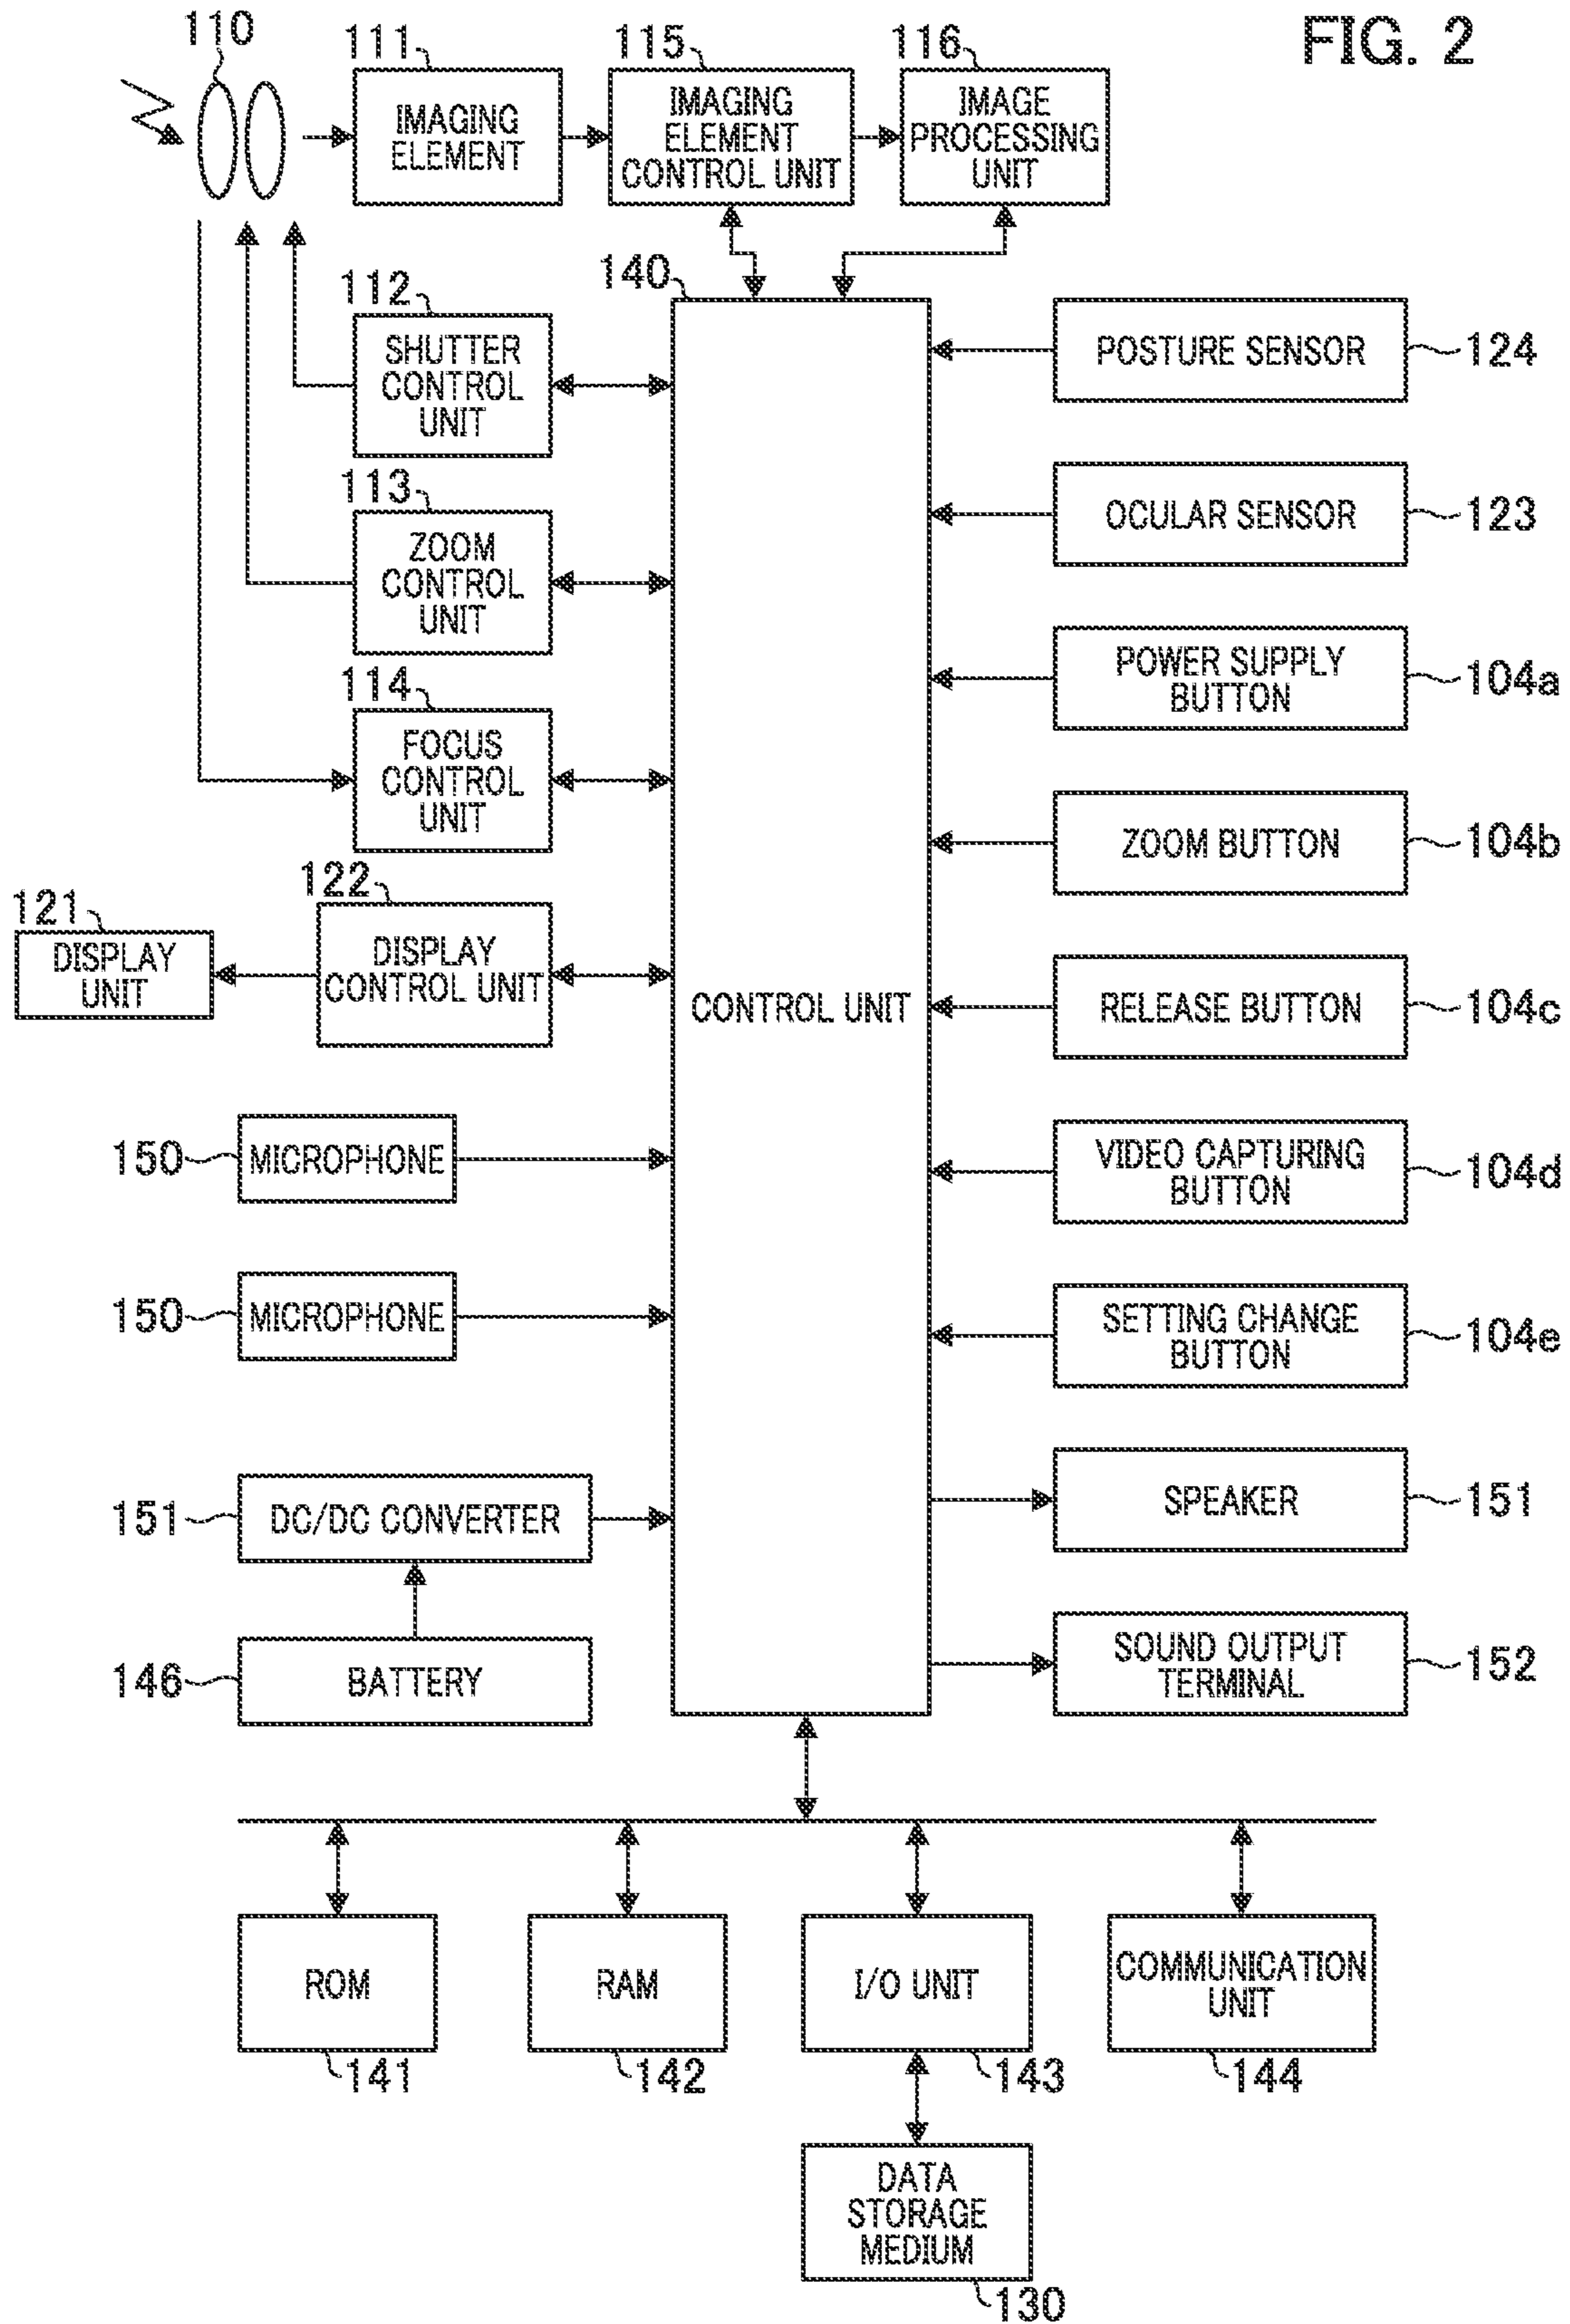 FIG. 2
110
111
115
116
IMAGING
ELEMENT
IMAGING
ELEMENT
CONTROL UNIT
IMAGE
PROCESSING
UNIT
140
112
SHUTTER
CONTROL
UNIT
113
ZOOM
CONTROL
UNIT
114
FOCUS
CONTROL
UNIT
122
DISPLAY
CONTROL UNIT
121
DISPLAY
UNIT
150
MICROPHONE
150
MICROPHONE
151
DC/DC CONVERTER
146
BATTERY
CONTROL UNIT
POSTURE SENSOR
124
OCULAR SENSOR
123
POWER SUPPLY
BUTTON
104a
ZOOM BUTTON
104b
RELEASE BUTTON
104c
VIDEO CAPTURING
BUTTON
104d
SETTING CHANGE
BUTTON
104e
SPEAKER
151
SOUND OUTPUT
TERMINAL
152
ROM
141
RAM
142
I/O UNIT
143
COMMUNICATION
UNIT
144
DATA
STORAGE
MEDIUM
130